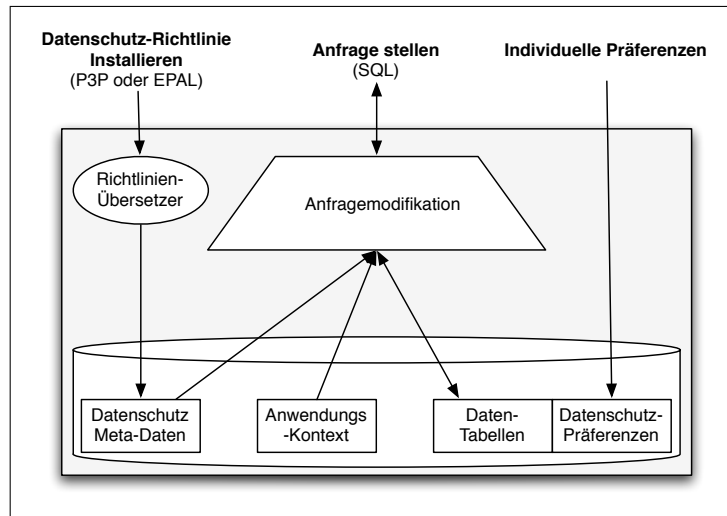 Datenschutz-Richtlinie
Installieren
(P3P oder EPAL)
Anfrage stellen
(SQL)
Individuelle Präferenzen
Richtlinien-
Übersetzer
Anfragemodifikation
Datenschutz
Meta-Daten
Anwendungs
-Kontext
Daten-
Tabellen
Datenschutz-
Präferenzen